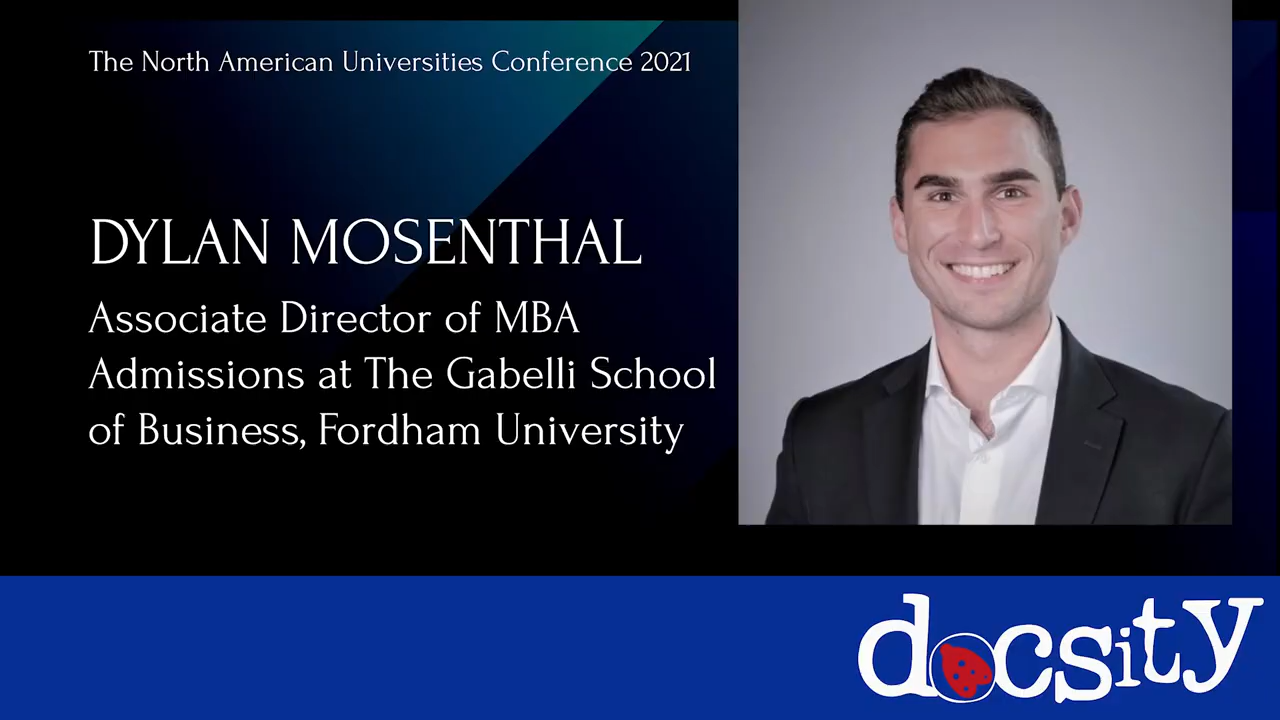 The North American Universities Conference 2021
DYLAN MOSENTHAL
Associate Director of MBA
Admissions at The Gabelli School
of Business, Fordham University
docsity